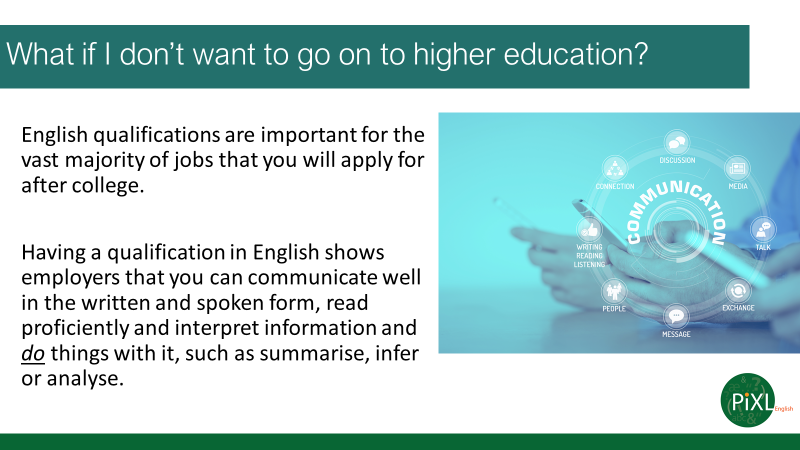 What if I don’t want to go on to higher education?
English qualifications are important for the
vast majority of jobs that you will apply for
after college.
Having a qualification in English shows
employers that you can communicate well
in the written and spoken form, read
proficiently and interpret information and
do things with it, such as summarise, infer
or analyse.
COMMUNICATION
DISCUSSION
MEDIA
TALK
EXCHANGE
MESSAGE
PEOPLE
WRITING
READING
LISTENING
CONNECTION
PiXL
English